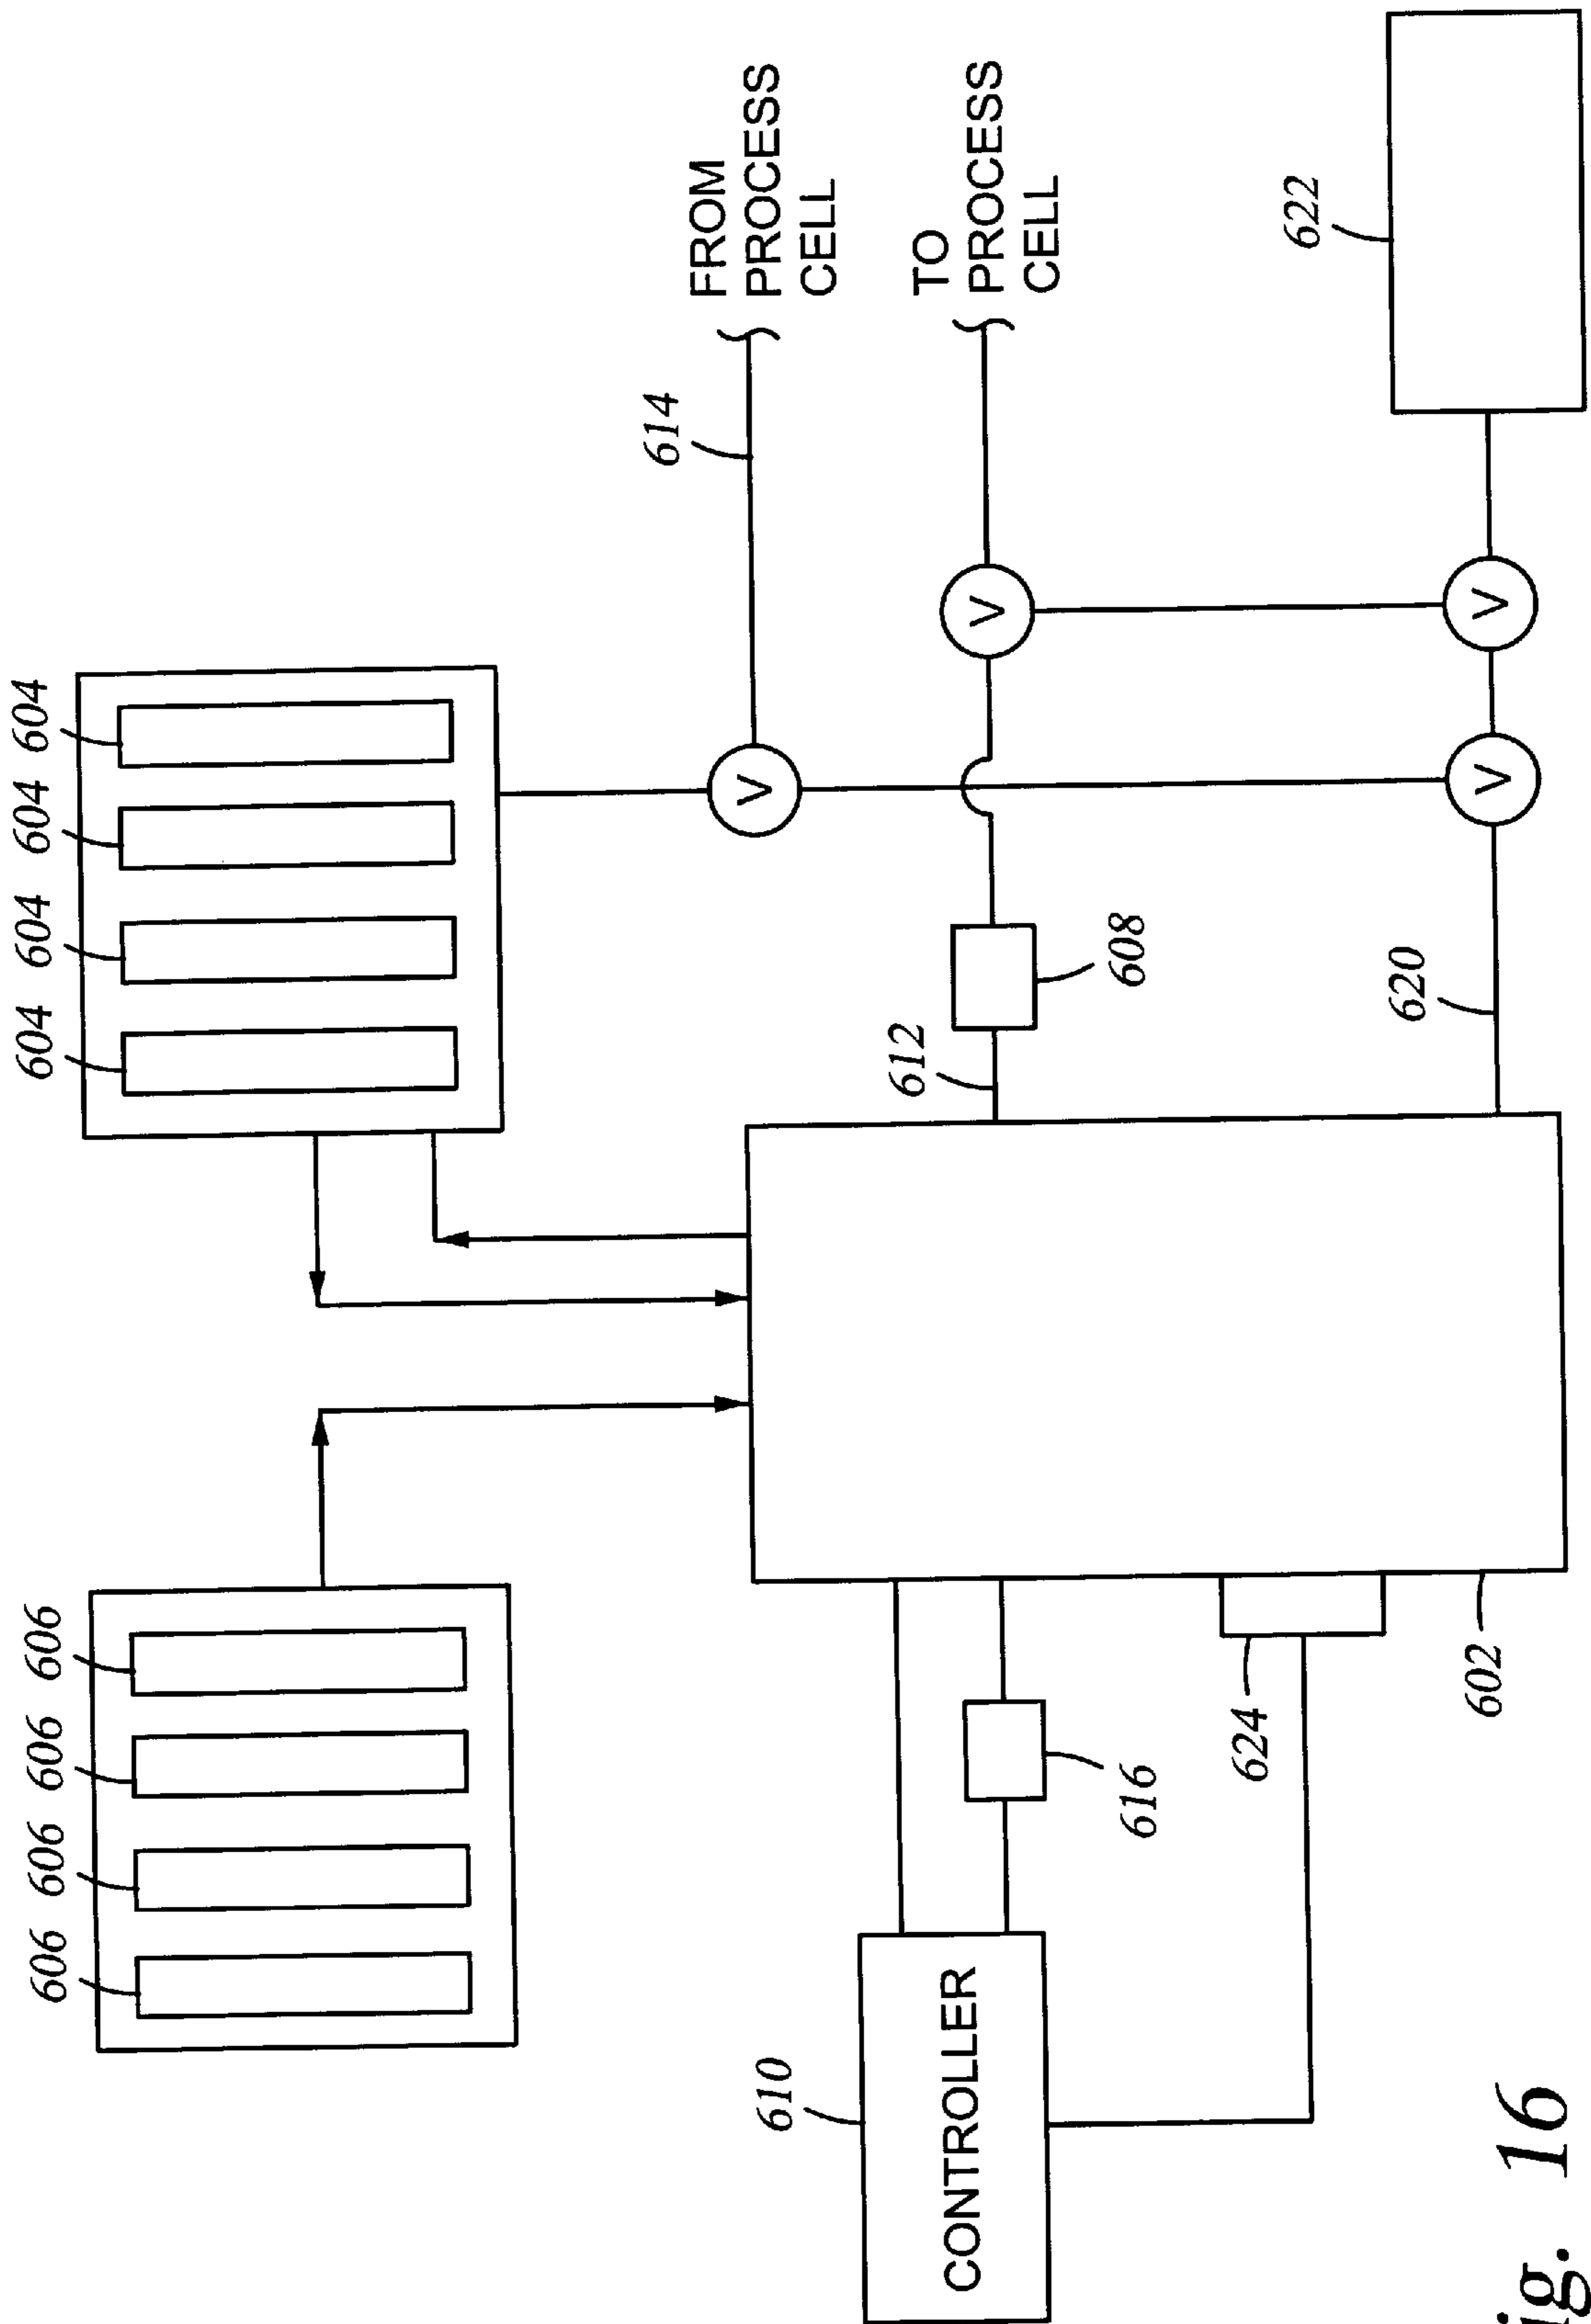 606 606 606 606
604 604 604 604
614
FROM
PROCESS
CELL
610
CONTROLLER
616
612
608
TO
PROCESS
CELL
V
V
V
V
624
602
620
622
ig. 16